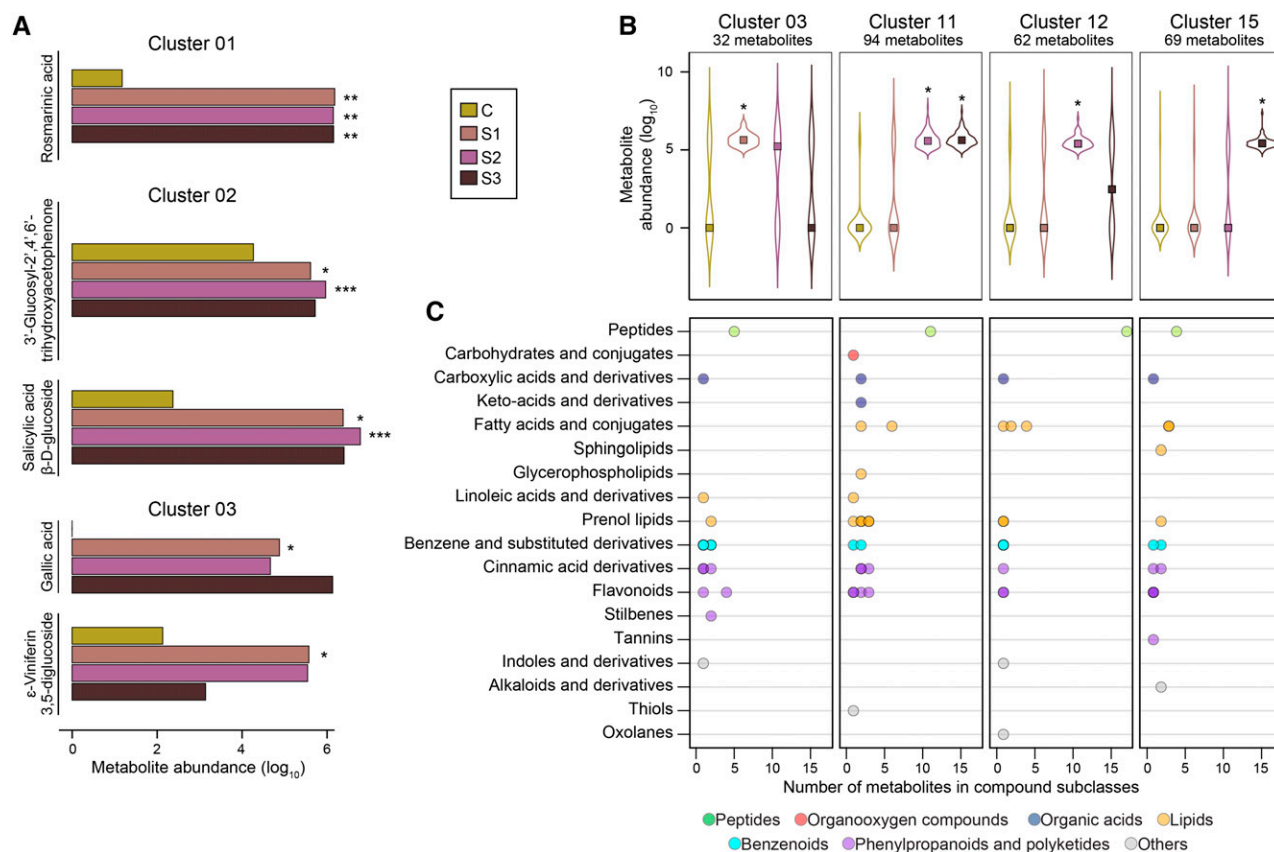 A
Cluster 01
Rosmarinic acid
**
**
**
C
S1
S2
S3
Cluster 02
3'-Glucosyl-2',4',6'-
trihydroxyacetophenone
*
***
Salicylic acid
β-D-glucoside
*
***
Cluster 03
Gallic acid
*
ε-Viniferin
3,5-diglucoside
*
0 2 4 6
Metabolite abundance (log₁₀)
B
Cluster 03 Cluster 11 Cluster 12 Cluster 15
32 metabolites 94 metabolites 62 metabolites 69 metabolites
Metabolite
abundance (log₁₀)
10
5
0
* * * * *
C
Peptides
Carbohydrates and conjugates
Carboxylic acids and derivatives
Keto-acids and derivatives
Fatty acids and conjugates
Sphingolipids
Glycerophospholipids
Linoleic acids and derivatives
Prenol lipids
Benzene and substituted derivatives
Cinnamic acid derivatives
Flavonoids
Stilbenes
Tannins
Indoles and derivatives
Alkaloids and derivatives
Thiols
Oxolanes
0 5 10 15 0 5 10 15 0 5 10 15 0 5 10 15
Number of metabolites in compound subclasses
Peptides Organooxygen compounds Organic acids Lipids
Benzenoids Phenylpropanoids and polyketides Others